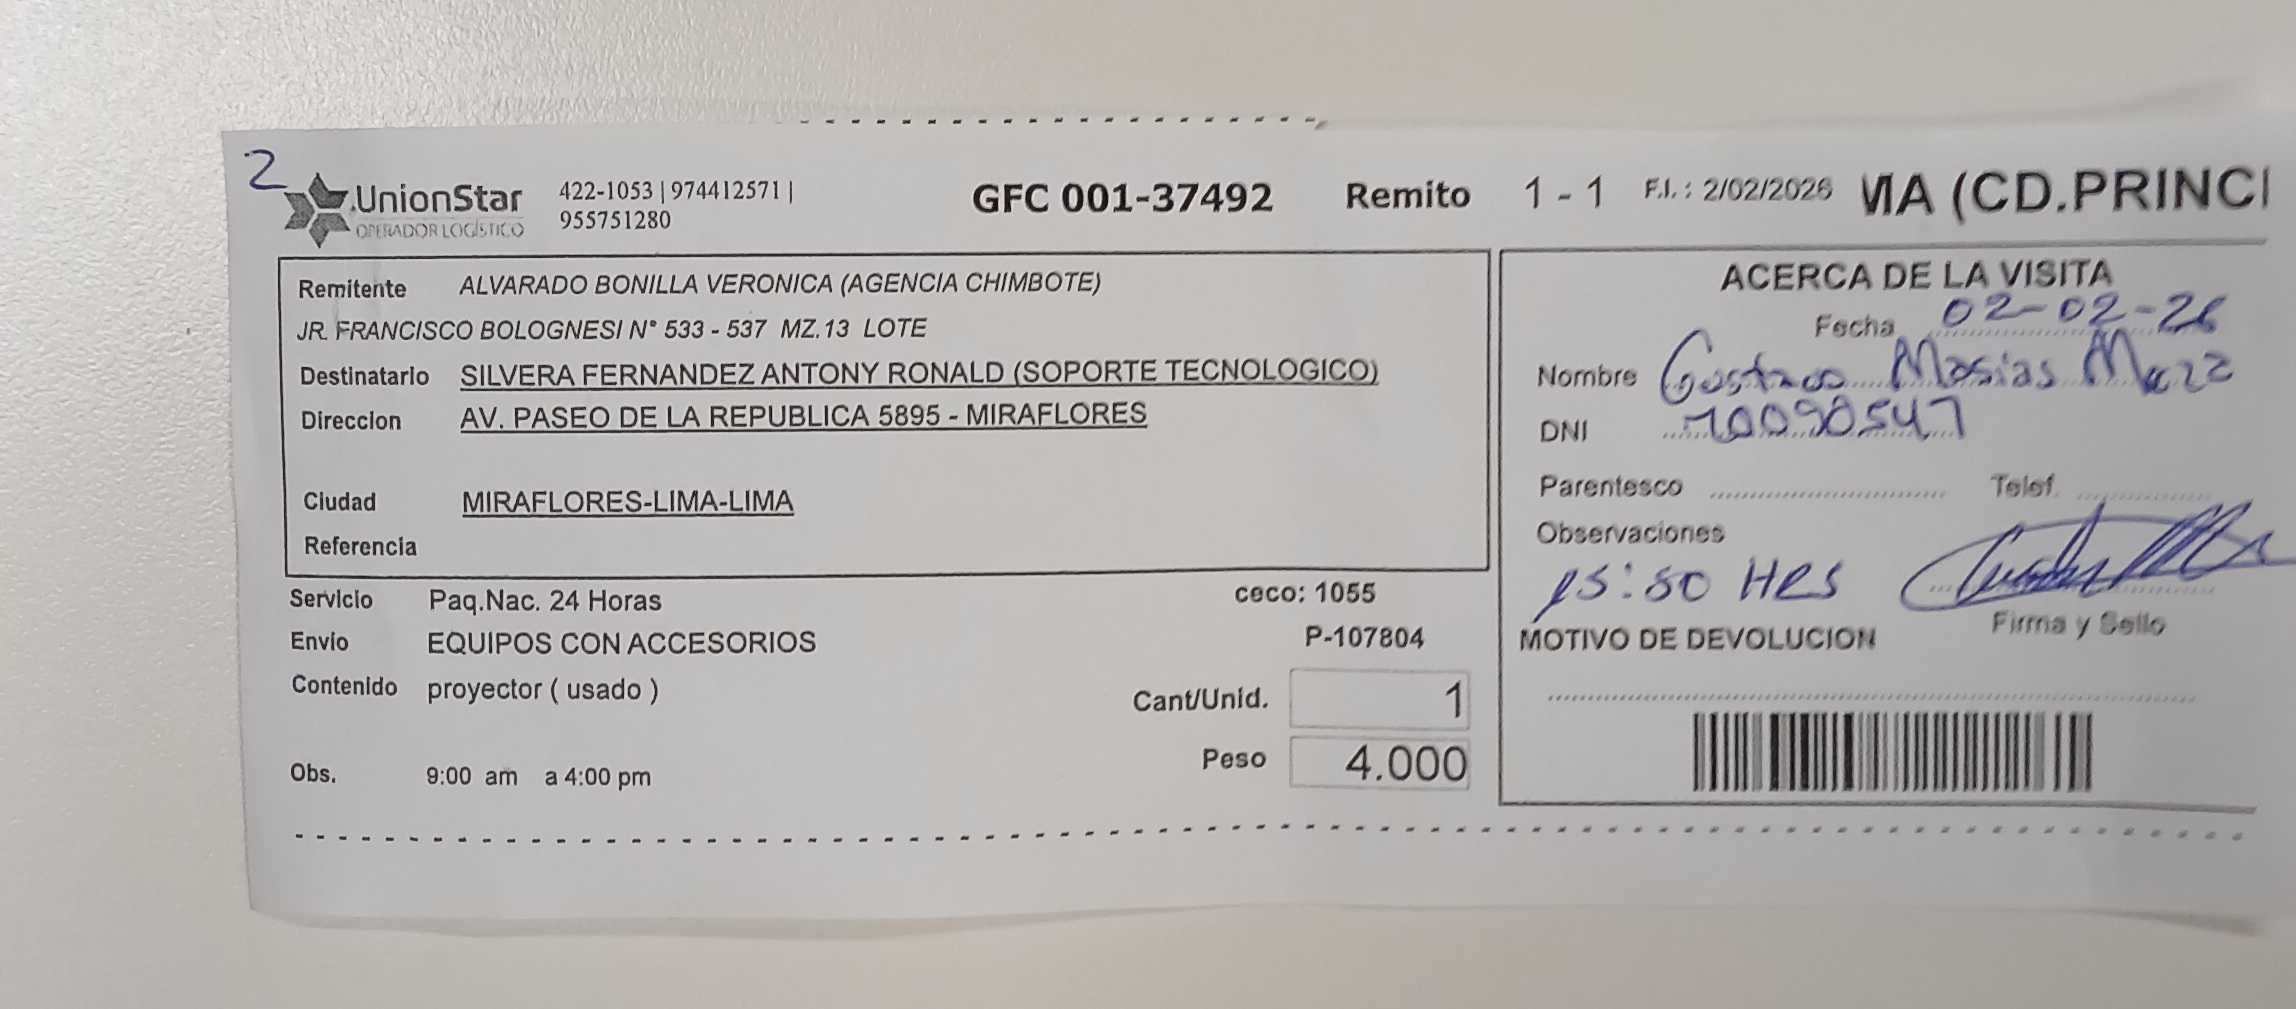 2
UnionStar
OPERADOR LOGÍSTICO
422-1053 | 974412571 |
955751280
GFC 001-37492 Remito 1 - 1 F.I. : 2/02/2026 MA (CD.PRINCI
Remitente ALVARADO BONILLA VERONICA (AGENCIA CHIMBOTE)
JR. FRANCISCO BOLOGNESI N° 533 - 537 MZ.13 LOTE
Destinatario SILVERA FERNANDEZ ANTONY RONALD (SOPORTE TECNOLOGICO)
Direccion AV. PASEO DE LA REPUBLICA 5895 - MIRAFLORES
Ciudad MIRAFLORES-LIMA-LIMA
Referencia
Servicio Paq.Nac. 24 Horas ceco: 1055
Envio EQUIPOS CON ACCESORIOS P-107804
Contenido proyector ( usado )
Cant/Unid. 1
Peso 4.000
Obs. 9:00 am a 4:00 pm
ACERCA DE LA VISITA
Fecha 02-02-26
Nombre Gustavo Masias
DNI 70090547
Parentesco Telef.
Observaciones
15:50 HRS
Firma y Sello
MOTIVO DE DEVOLUCION